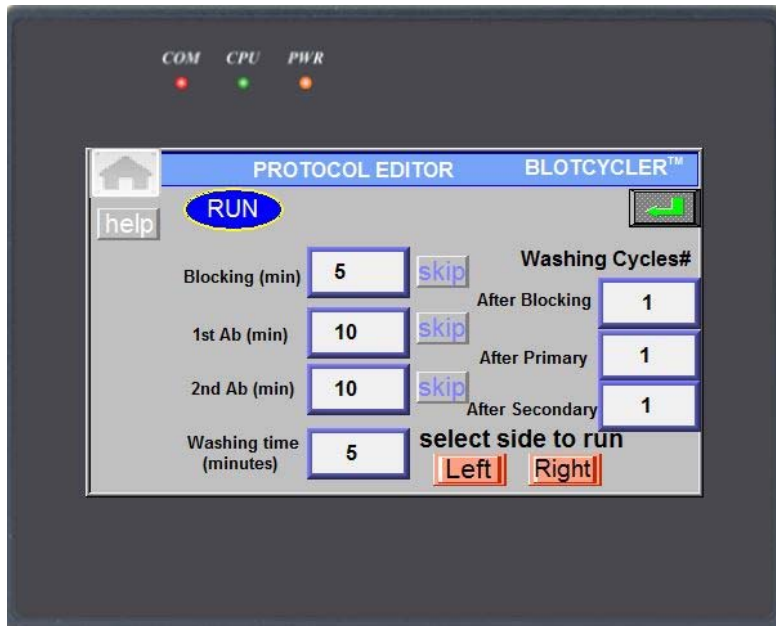 COM CPU PWR
PROTOCOL EDITOR BLOTCYCLER™
help RUN
Blocking (min) 5 skip
1st Ab (min) 10 skip
2nd Ab (min) 10 skip
Washing time
(minutes) 5
Washing Cycles#
After Blocking 1
After Primary 1
After Secondary 1
select side to run
Left Right